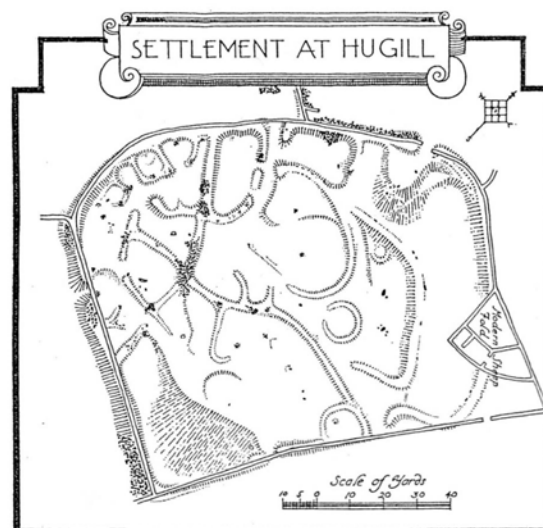 SETTLEMENT AT HUGILL
Modern Sheep
Fold
Scale of Yards
10 5 0 10 20 30 40